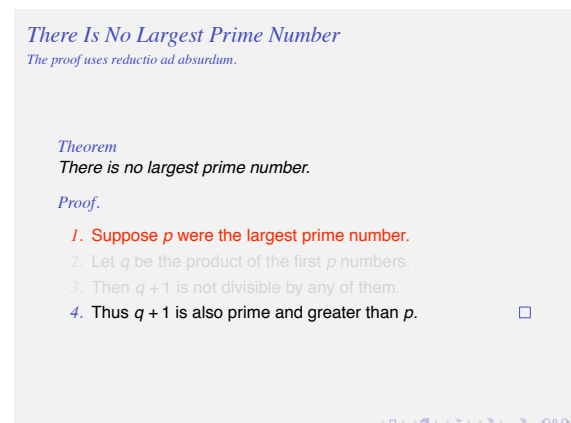 There Is No Largest Prime Number
The proof uses reductio ad absurdum.
Theorem
There is no largest prime number.
Proof.
1. Suppose p were the largest prime number.
2. Let q be the product of the first p numbers.
3. Then q + 1 is not divisible by any of them.
4. Thus q + 1 is also prime and greater than p.